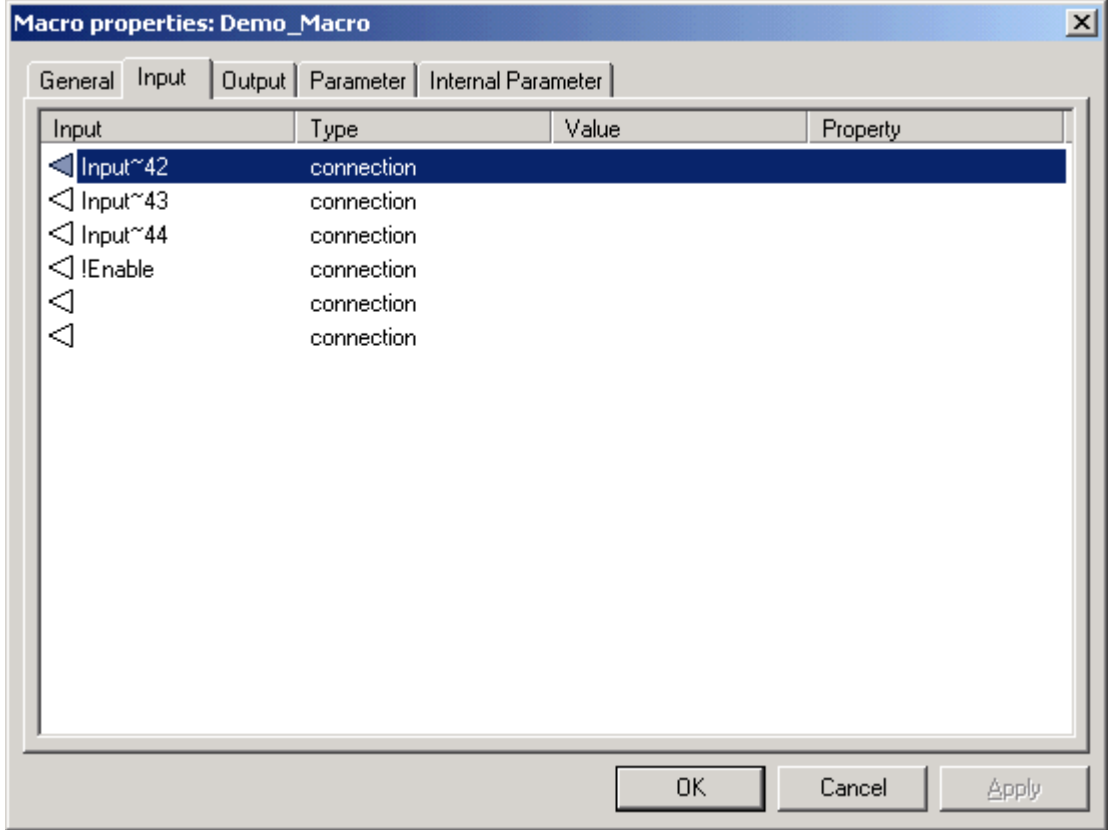 Macro properties: Demo_Macro
General Input Output Parameter Internal Parameter
Input Type Value Property
Input~42 connection
Input~43 connection
Input~44 connection
!Enable connection
connection
connection
OK Cancel Apply